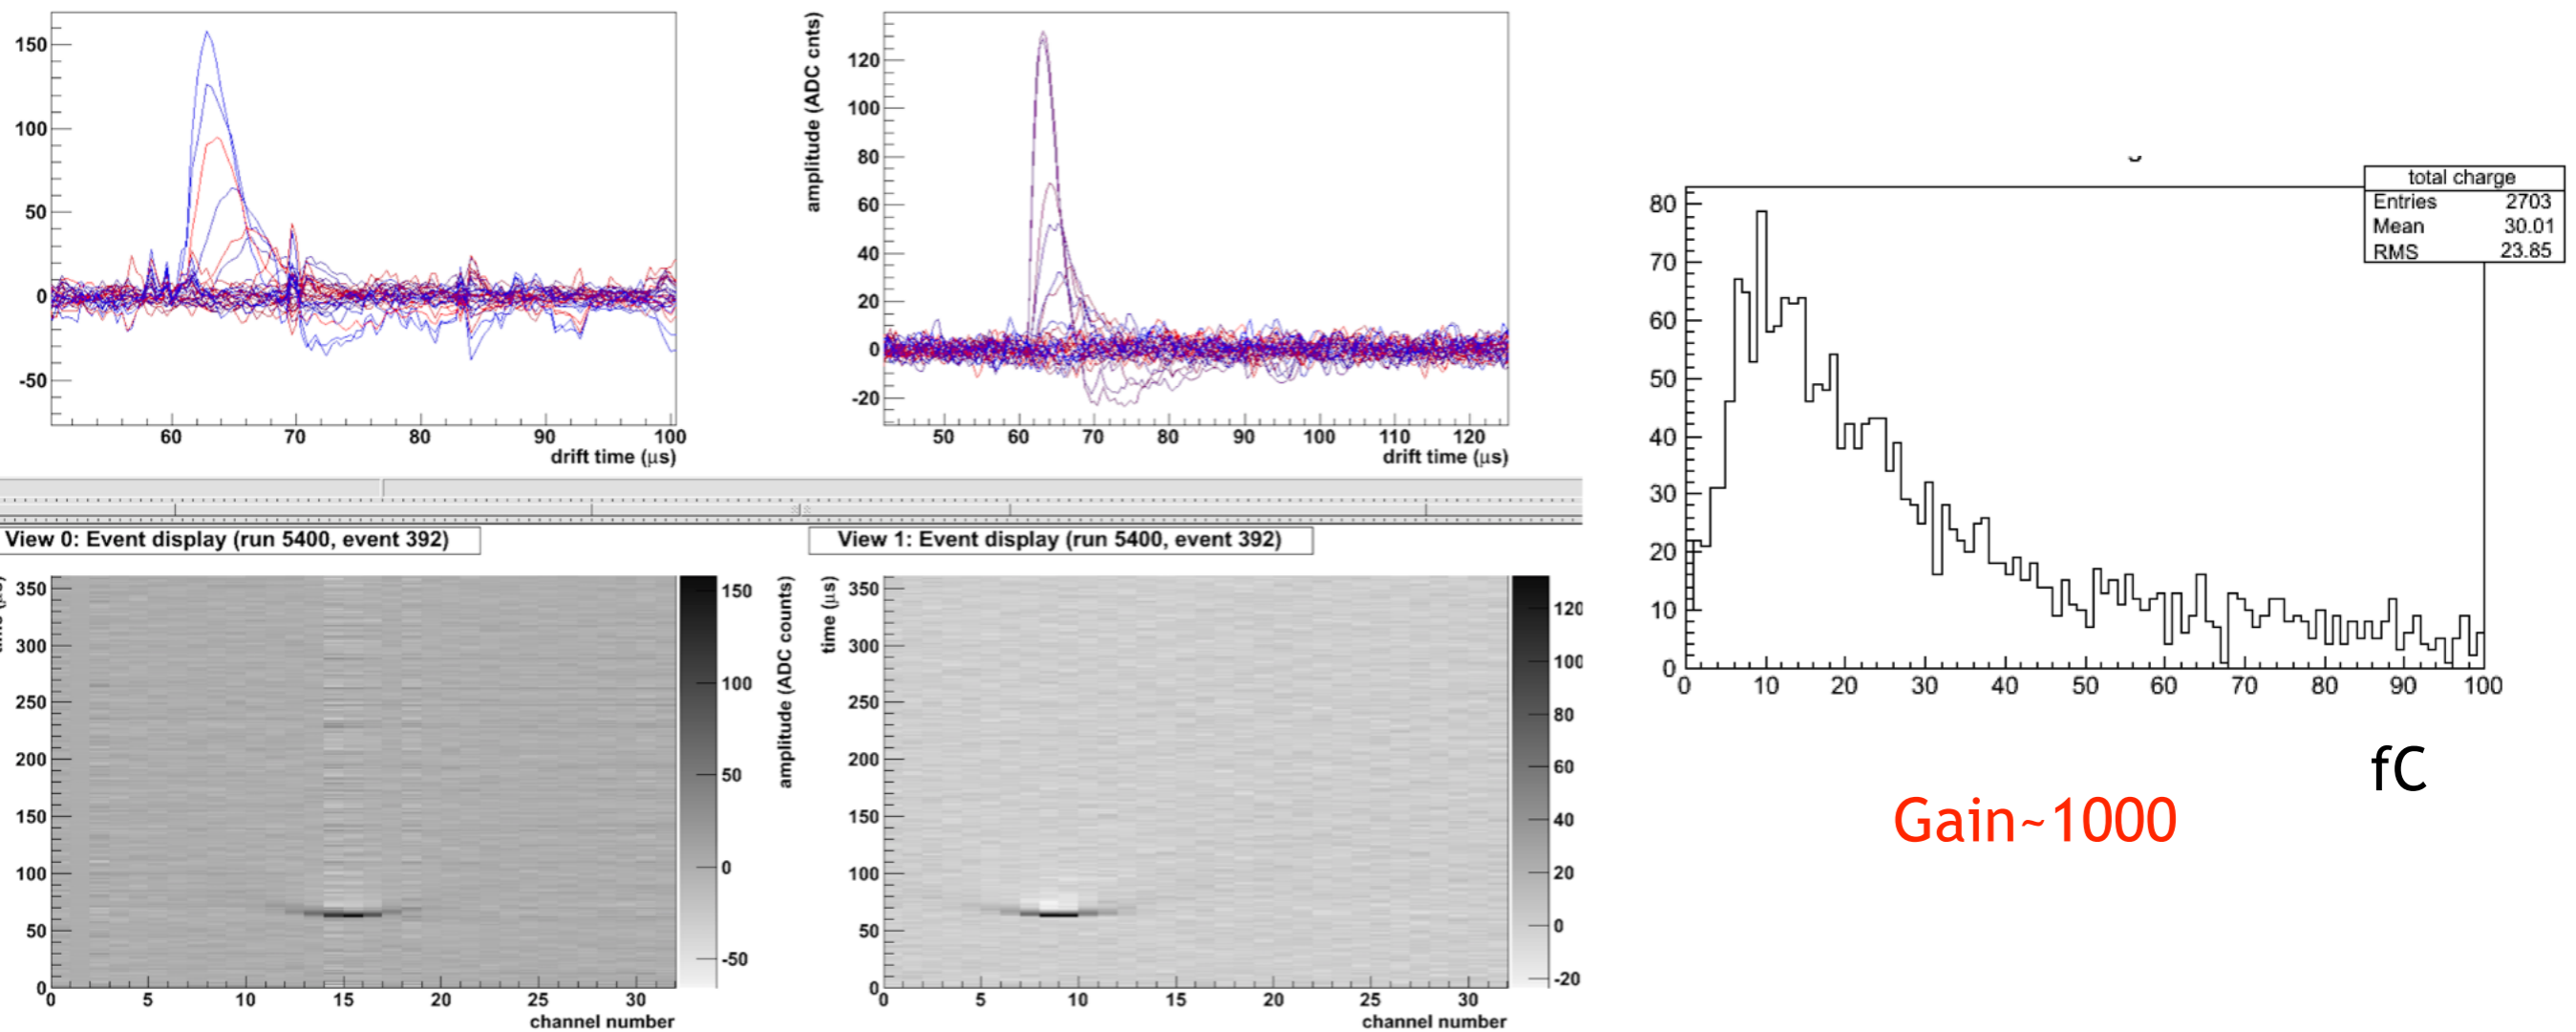 150
100
50
0
-50
60 70 80 90 100
drift time (μs)
amplitude (ADC cnts)
120
100
80
60
40
20
0
-20
50 60 70 80 90 100 110 120
drift time (μs)
View 0: Event display (run 5400, event 392)
350
300
250
200
150
100
50
0
0 5 10 15 20 25 30
channel number
150
100
50
0
-50
amplitude (ADC counts)
View 1: Event display (run 5400, event 392)
time (μs)
350
300
250
200
150
100
50
0
0 5 10 15 20 25 30
channel number
120
100
80
60
40
20
0
-20
total charge
Entries 2703
Mean 30.01
RMS 23.85
80
70
60
50
40
30
20
10
0
0 10 20 30 40 50 60 70 80 90 100
fC
Gain~1000